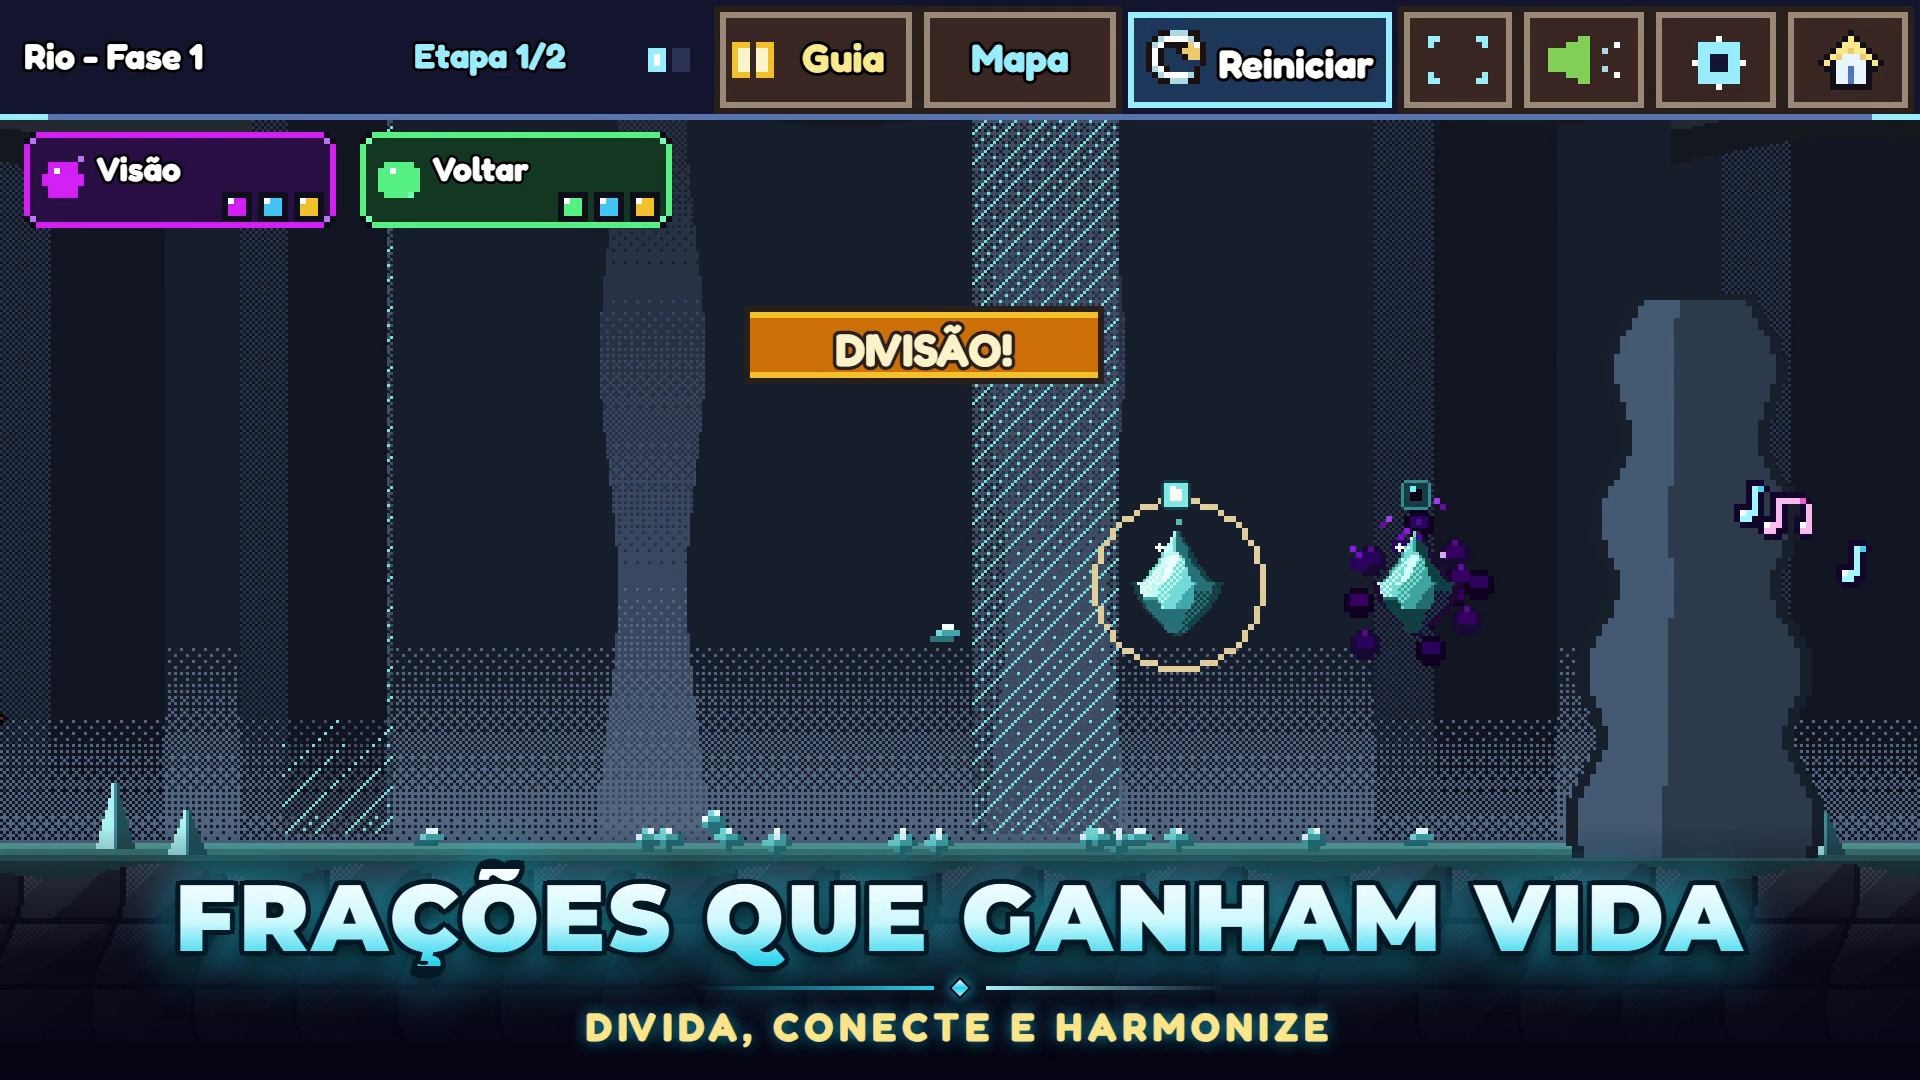 Rio - Fase 1
Etapa 1/2
Guia
Mapa
Reiniciar
Visão
Voltar
DIVISÃO!
FRAÇÕES QUE GANHAM VIDA
DIVIDA, CONECTE E HARMONIZE